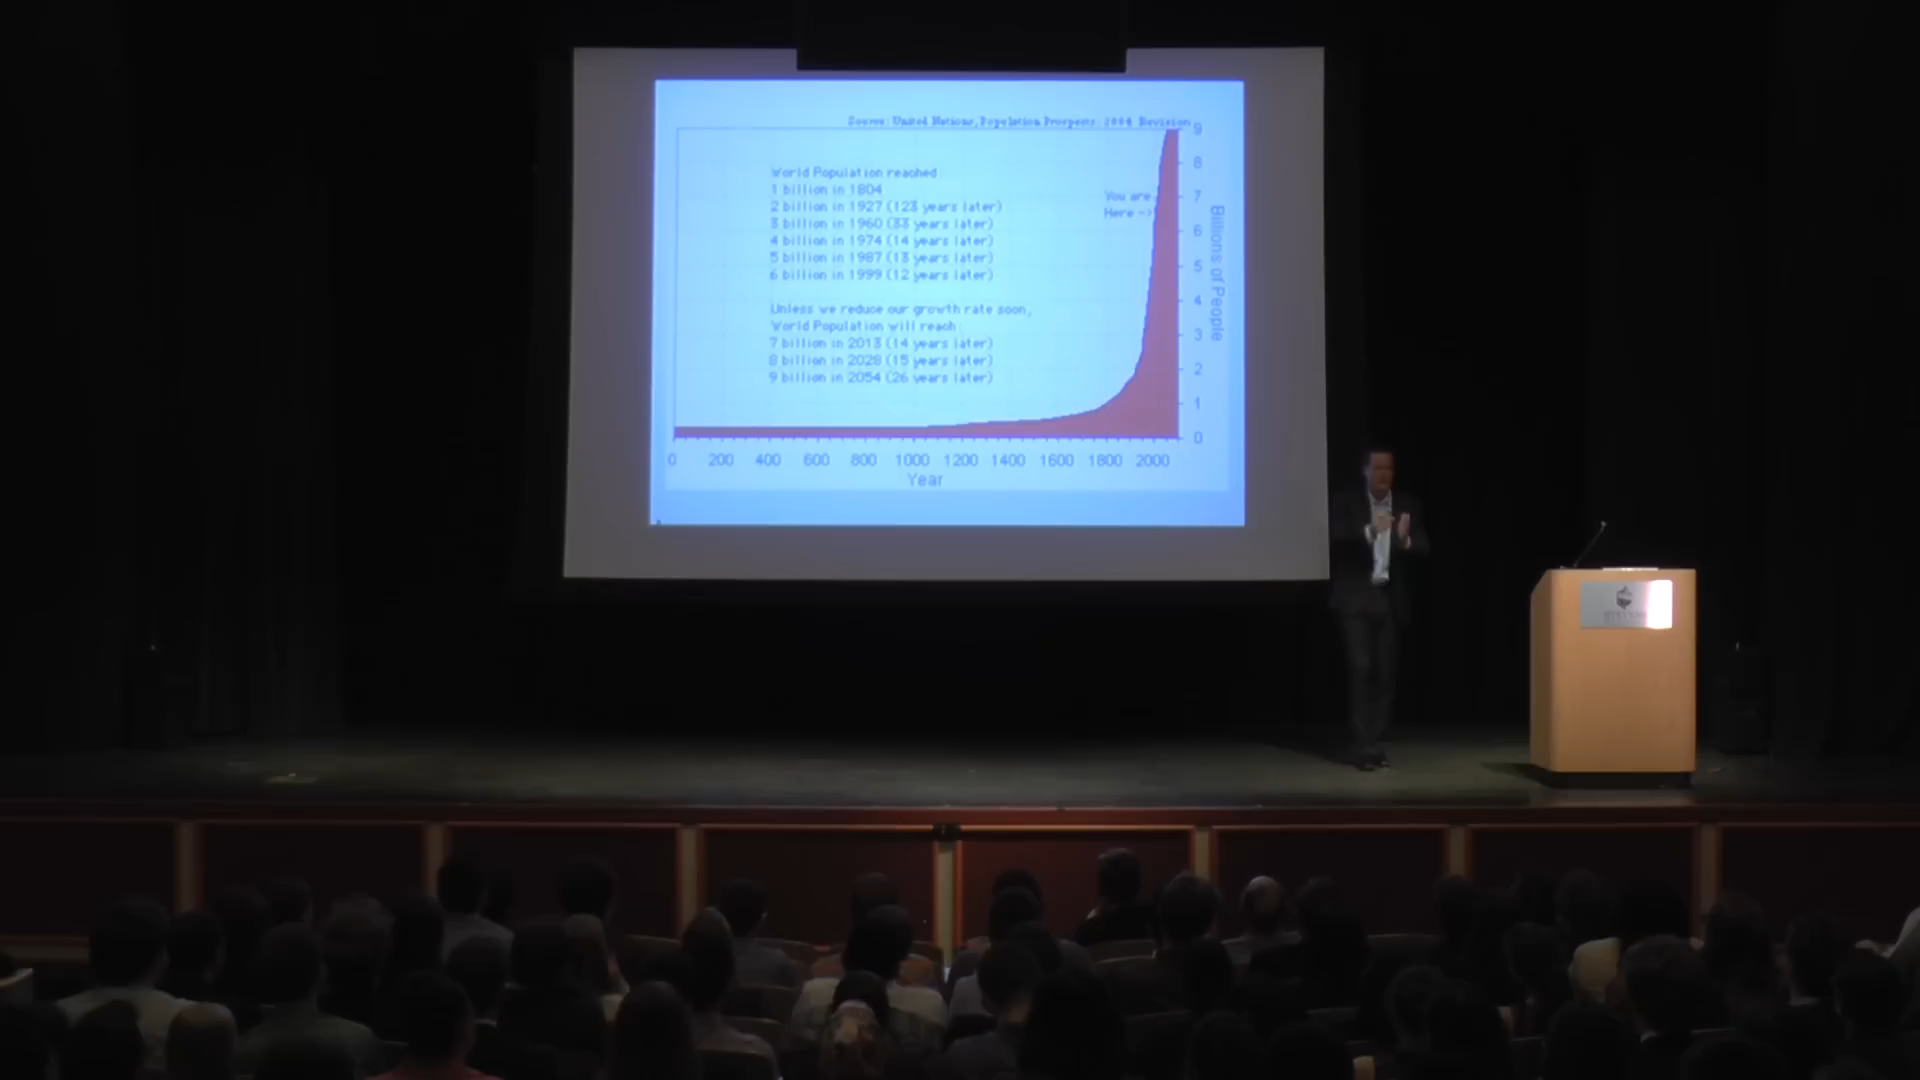 Source: United Nations, Population Prospects: 2004 Revision
World Population reached
1 billion in 1804
2 billion in 1927 (123 years later)
3 billion in 1960 (33 years later)
4 billion in 1974 (14 years later)
5 billion in 1987 (13 years later)
6 billion in 1999 (12 years later)
Unless we reduce our growth rate soon,
World Population will reach:
7 billion in 2013 (14 years later)
8 billion in 2028 (15 years later)
9 billion in 2054 (26 years later)
You are
Here ->
9
8
7
6
5
4
3
2
1
0
Billions of People
0 200 400 600 800 1000 1200 1400 1600 1800 2000
Year